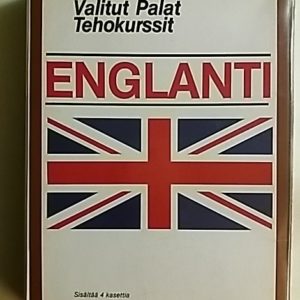 Valitut Palat
Tehokurssit
ENGLANTI
Sisältää 4 kasettia